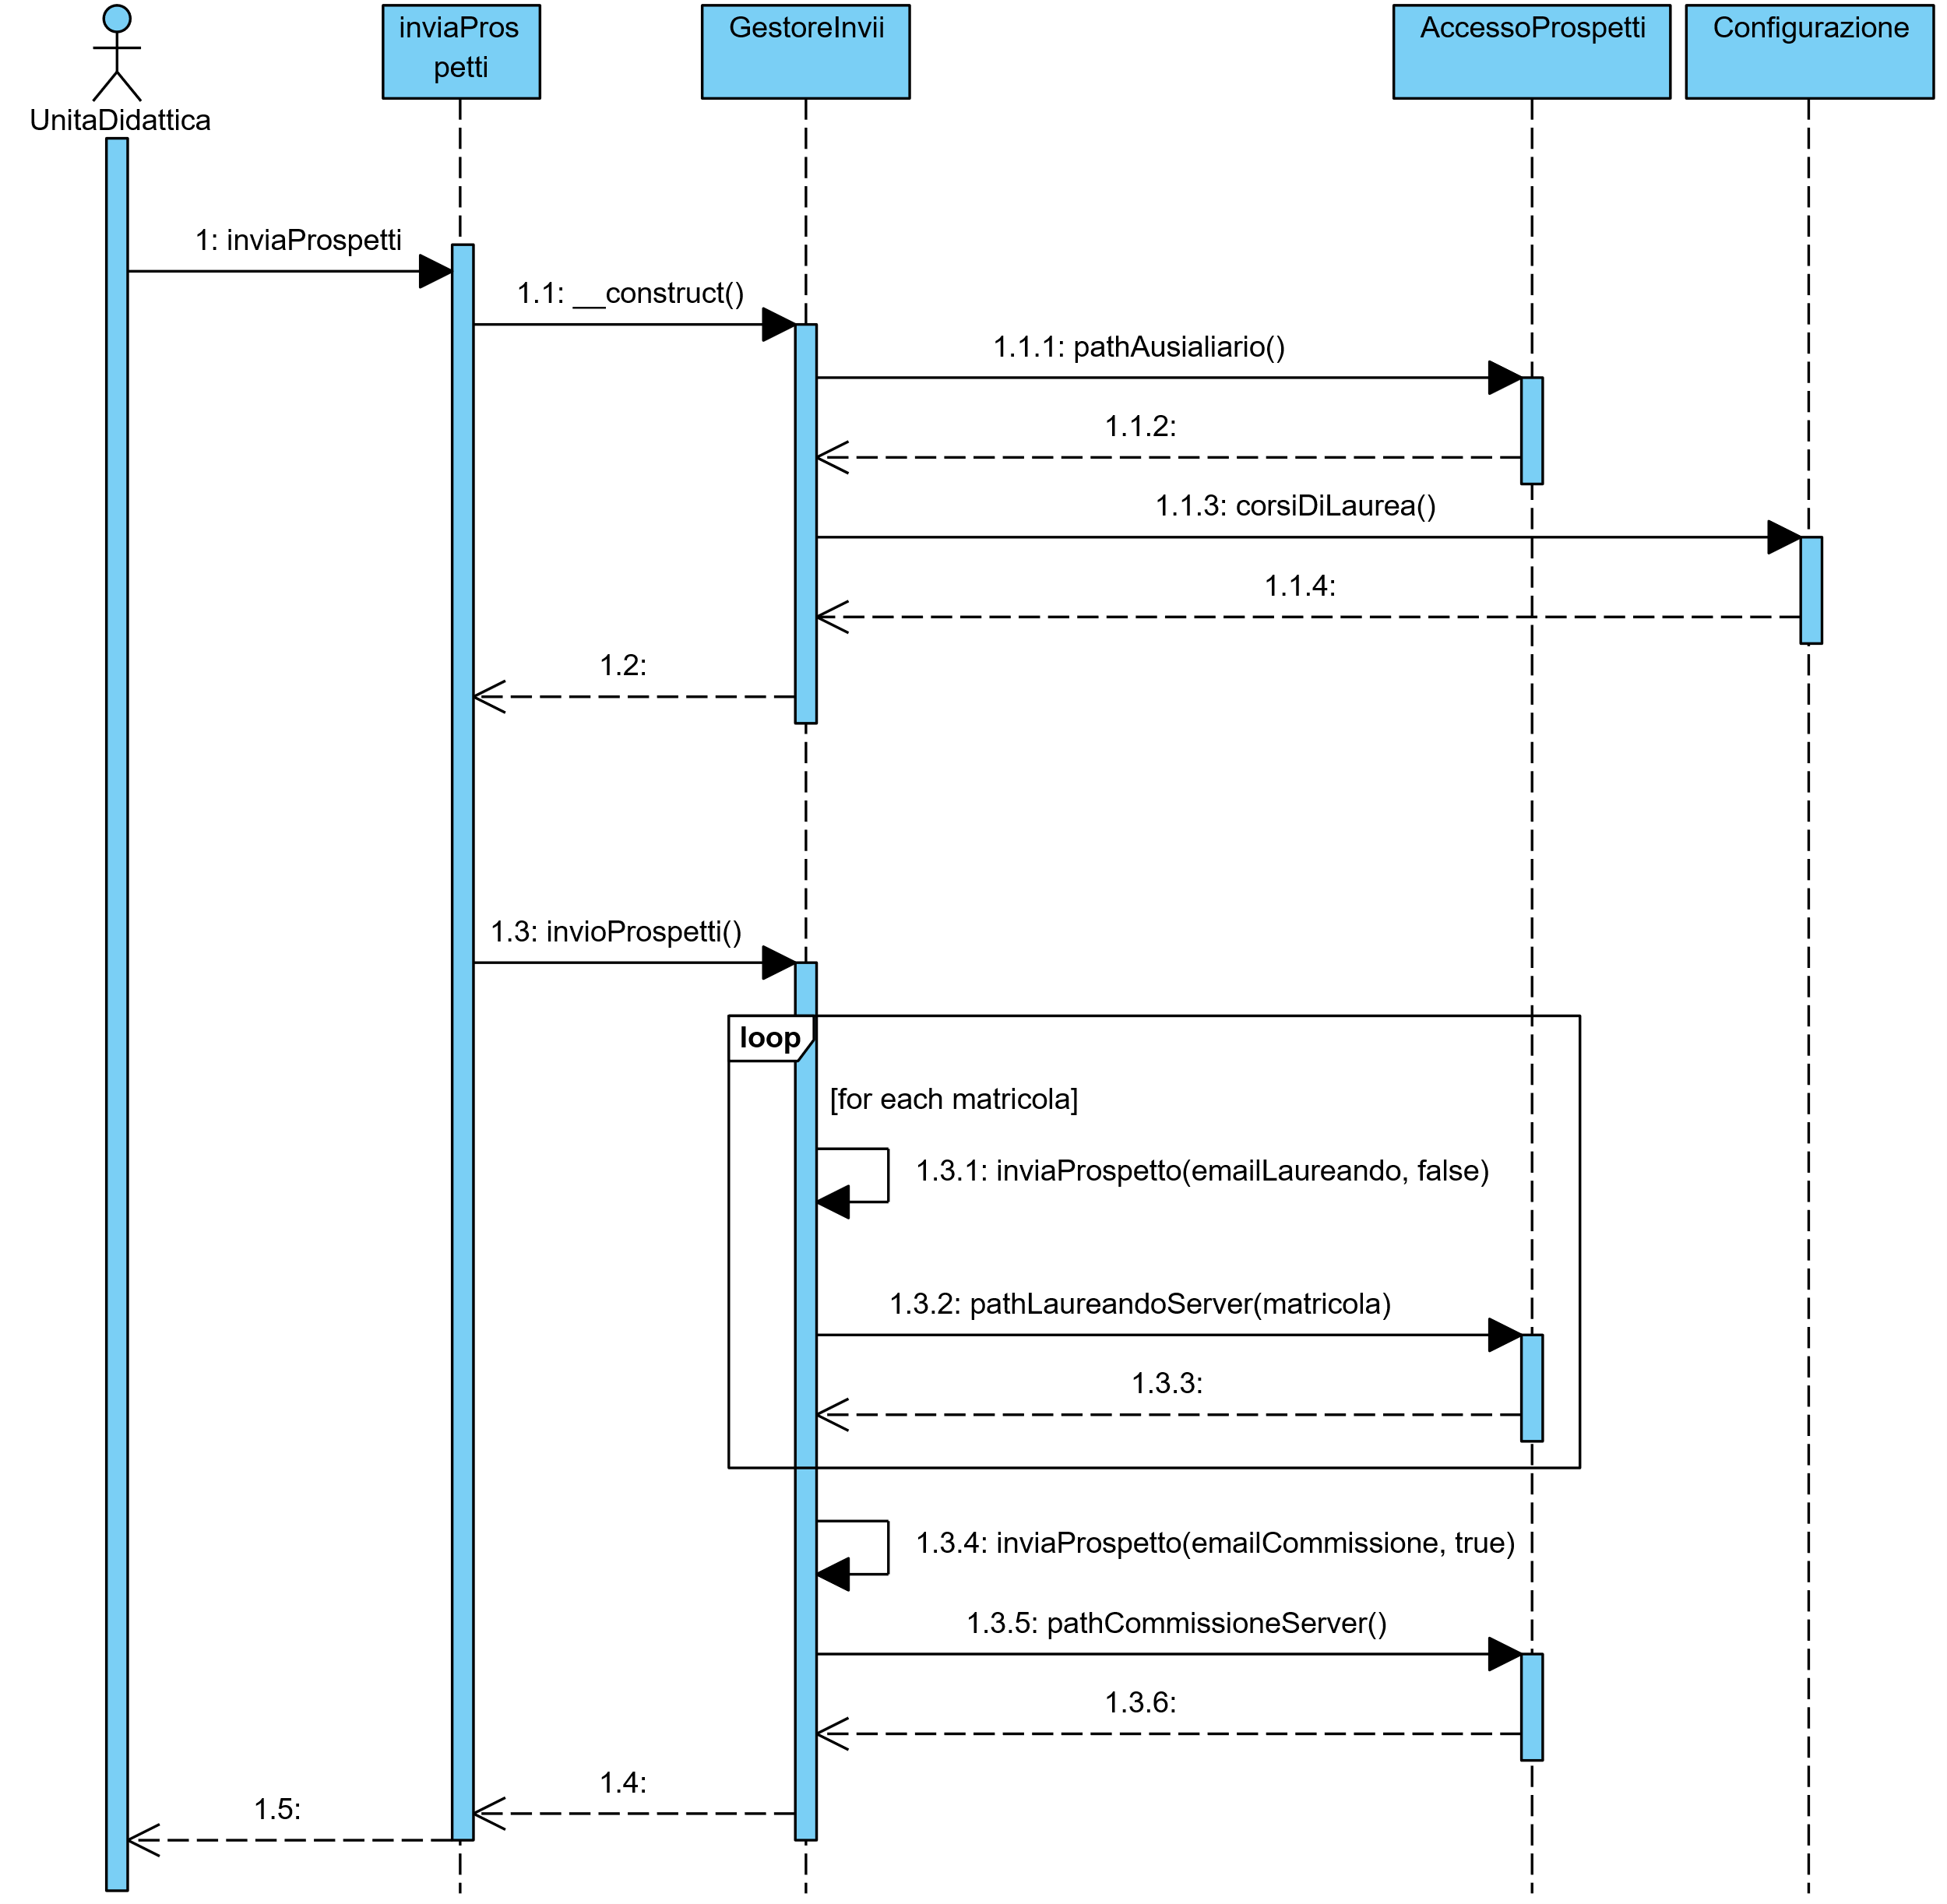 inviaPros
petti
GestoreInvii
AccessoProspetti
Configurazione
UnitaDidattica
1: inviaProspetti
1.1: __construct()
1.1.1: pathAusialiario()
1.1.2:
1.1.3: corsiDiLaurea()
1.1.4:
1.2:
1.3: invioProspetti()
loop
[for each matricola]
1.3.1: inviaProspetto(emailLaureando, false)
1.3.2: pathLaureandoServer(matricola)
1.3.3:
1.3.4: inviaProspetto(emailCommissione, true)
1.3.5: pathCommissioneServer()
1.3.6:
1.4:
1.5: